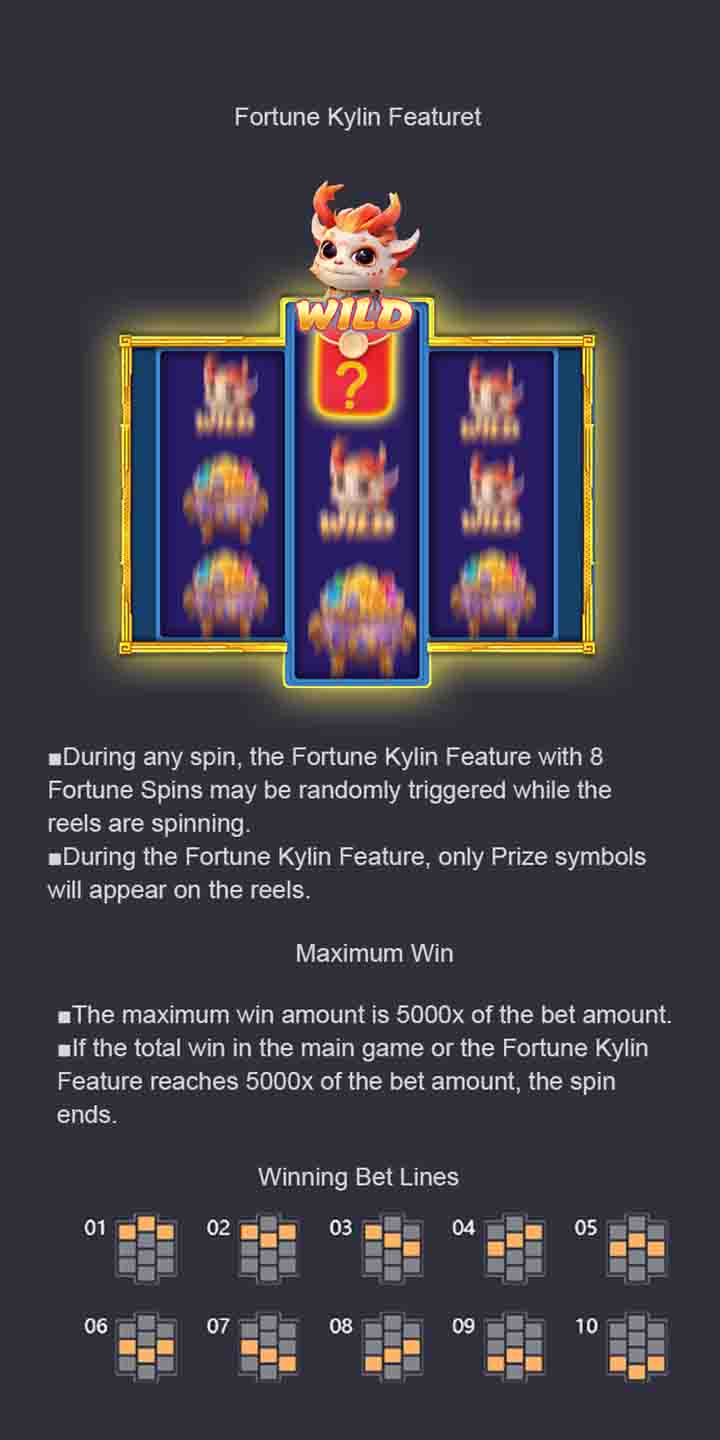 Fortune Kylin Featuret
WILD
?
WILD
WILD
WILD
WILD
■During any spin, the Fortune Kylin Feature with 8
Fortune Spins may be randomly triggered while the
reels are spinning.
■During the Fortune Kylin Feature, only Prize symbols
will appear on the reels.
Maximum Win
■The maximum win amount is 5000x of the bet amount.
■If the total win in the main game or the Fortune Kylin
Feature reaches 5000x of the bet amount, the spin
ends.
Winning Bet Lines
01 02 03 04 05
06 07 08 09 10